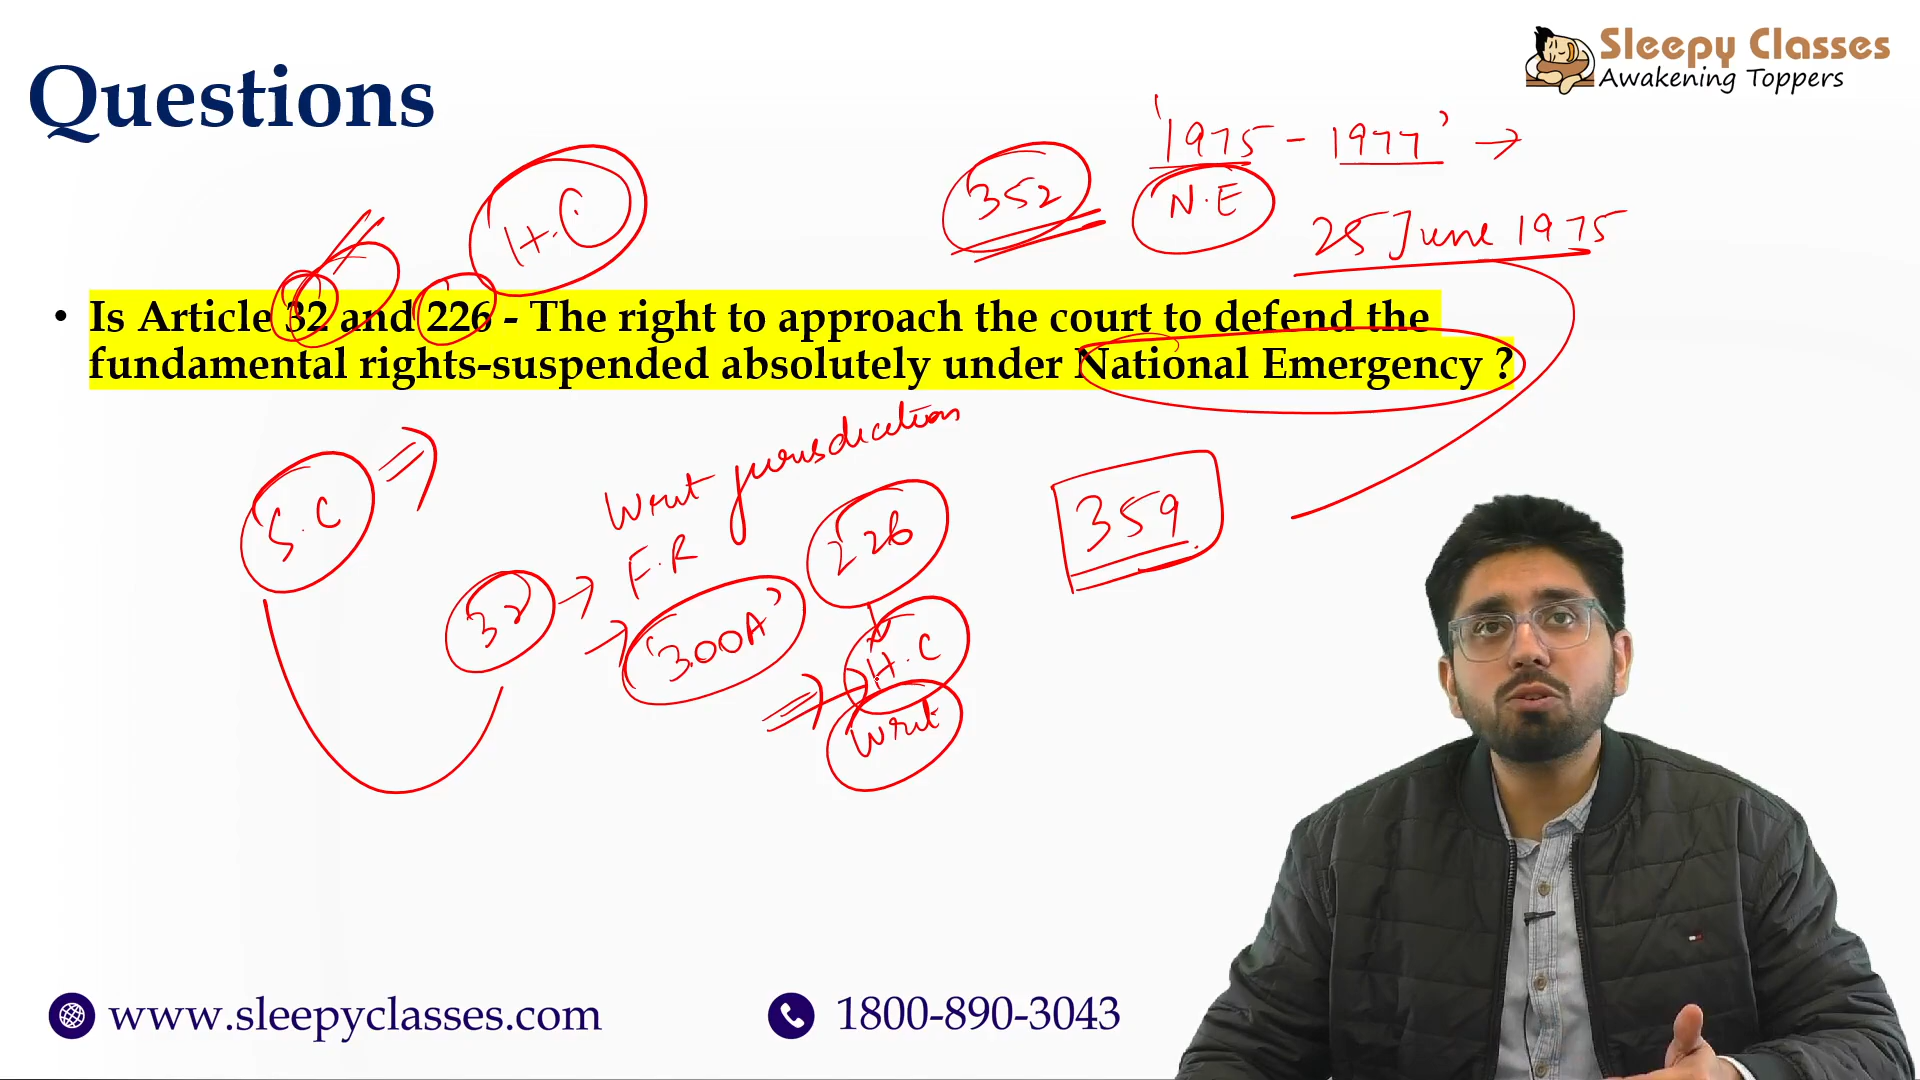 Sleepy Classes
Awakening Toppers
Questions
'1975 - 1977' →
352
N.E
H.C
25 June 1975
• Is Article 32 and 226 - The right to approach the court to defend the
fundamental rights-suspended absolutely under National Emergency ?
S.C
Writ jurisdiction
F.R
226
359
32
'300A'
H.C
Writ
www.sleepyclasses.com
1800-890-3043